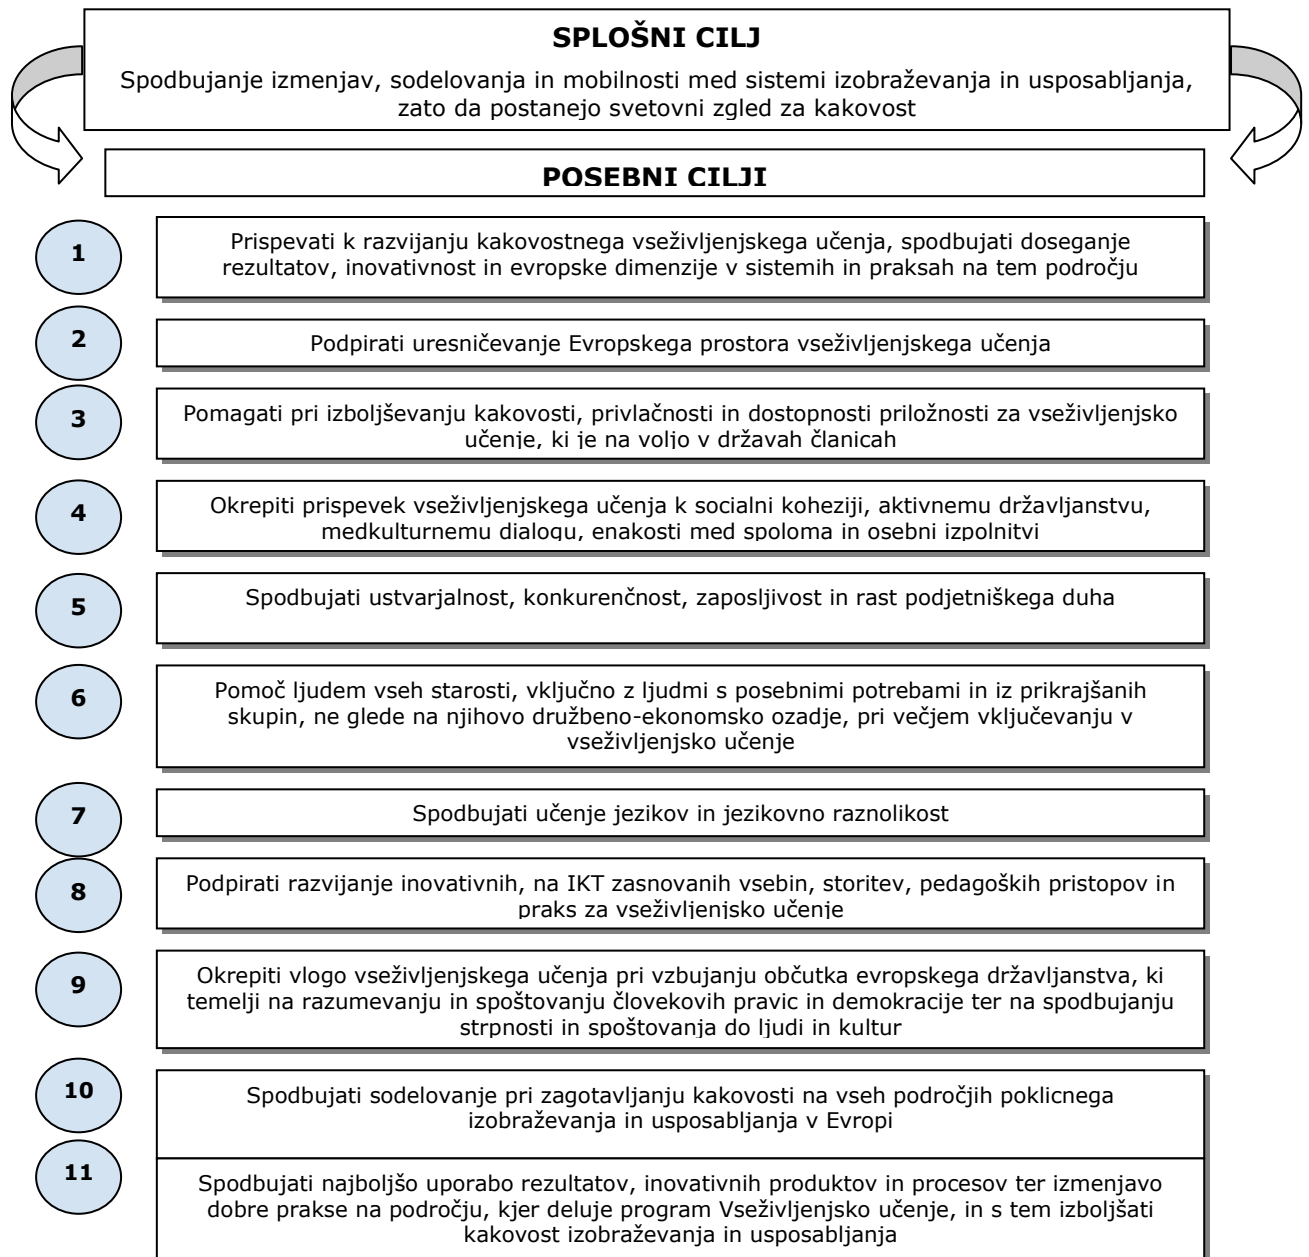 SPLOŠNI CILJ
Spodbujanje izmenjav, sodelovanja in mobilnosti med sistemi izobraževanja in usposabljanja,
zato da postanejo svetovni zgled za kakovost
POSEBNI CILJI
1
Prispevati k razvijanju kakovostnega vseživljenjskega učenja, spodbujati doseganje
rezultatov, inovativnost in evropske dimenzije v sistemih in praksah na tem področju
2
Podpirati uresničevanje Evropskega prostora vseživljenjskega učenja
3
Pomagati pri izboljševanju kakovosti, privlačnosti in dostopnosti priložnosti za vseživljenjsko
učenje, ki je na voljo v državah članicah
4
Okrepiti prispevek vseživljenjskega učenja k socialni koheziji, aktivnemu državljanstvu,
medkulturnemu dialogu, enakosti med spoloma in osebni izpolnitvi
5
Spodbujati ustvarjalnost, konkurenčnost, zaposljivost in rast podjetniškega duha
6
Pomoč ljudem vseh starosti, vključno z ljudmi s posebnimi potrebami in iz prikrajšanih
skupin, ne glede na njihovo družbeno-ekonomsko ozadje, pri večjem vključevanju v
vseživljenjsko učenje
7
Spodbujati učenje jezikov in jezikovno raznolikost
8
Podpirati razvijanje inovativnih, na IKT zasnovanih vsebin, storitev, pedagoških pristopov in
praks za vseživljenjsko učenje
9
Okrepiti vlogo vseživljenjskega učenja pri vzbujanju občutka evropskega državljanstva, ki
temelji na razumevanju in spoštovanju človekovih pravic in demokracije ter na spodbujanju
strpnosti in spoštovanja do ljudi in kultur
10
Spodbujati sodelovanje pri zagotavljanju kakovosti na vseh področjih poklicnega
izobraževanja in usposabljanja v Evropi
11
Spodbujati najboljšo uporabo rezultatov, inovativnih produktov in procesov ter izmenjavo
dobre prakse na področju, kjer deluje program Vseživljenjsko učenje, in s tem izboljšati
kakovost izobraževanja in usposabljanja